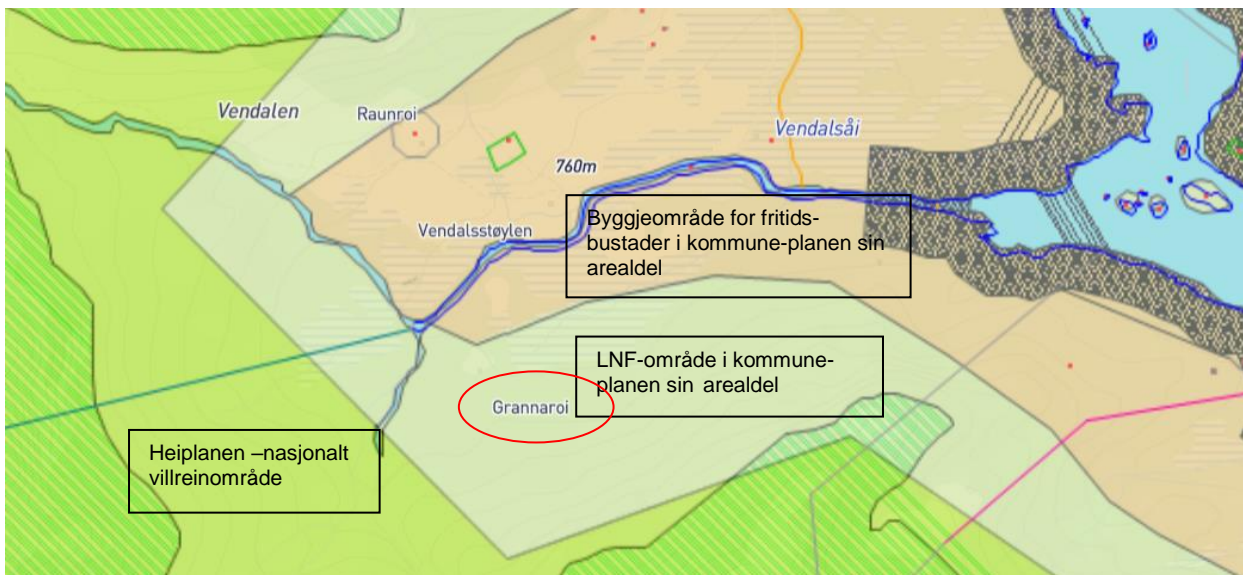 Vendalen
Raunroi
Vendalsåi
760m
Vendalsstøylen
Byggjeområde for fritids-
bustader i kommune-planen sin
arealdel
LNF-område i kommune-
planen sin arealdel
Grannaroi
Heiplanen –nasjonalt
villreinområde